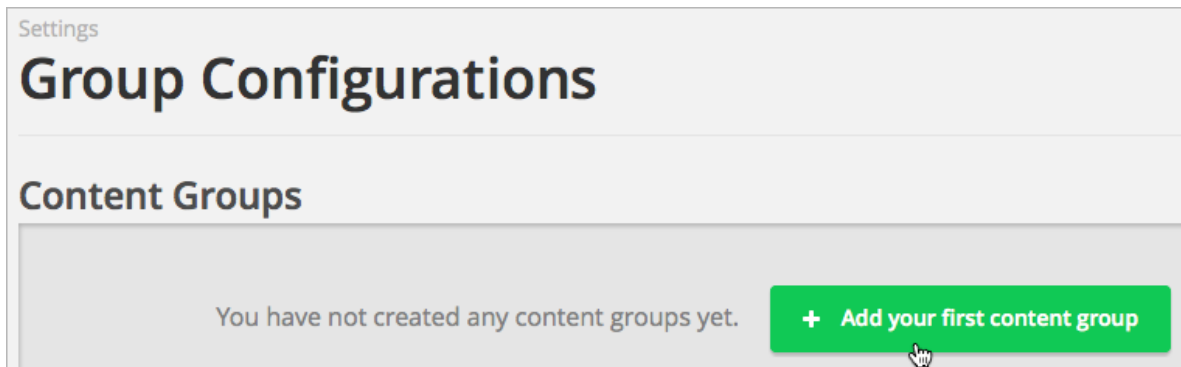 Settings
Group Configurations
Content Groups
You have not created any content groups yet.
+ Add your first content group